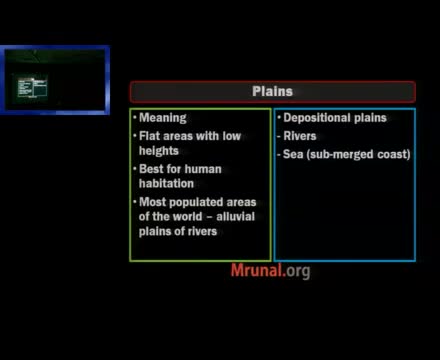 Plains
• Meaning
• Flat areas with low
heights
• Best for human
habitation
• Most populated areas
of the world – alluvial
plains of rivers
• Depositional plains
- Rivers
- Sea (sub-merged coast)
Mrunal.org